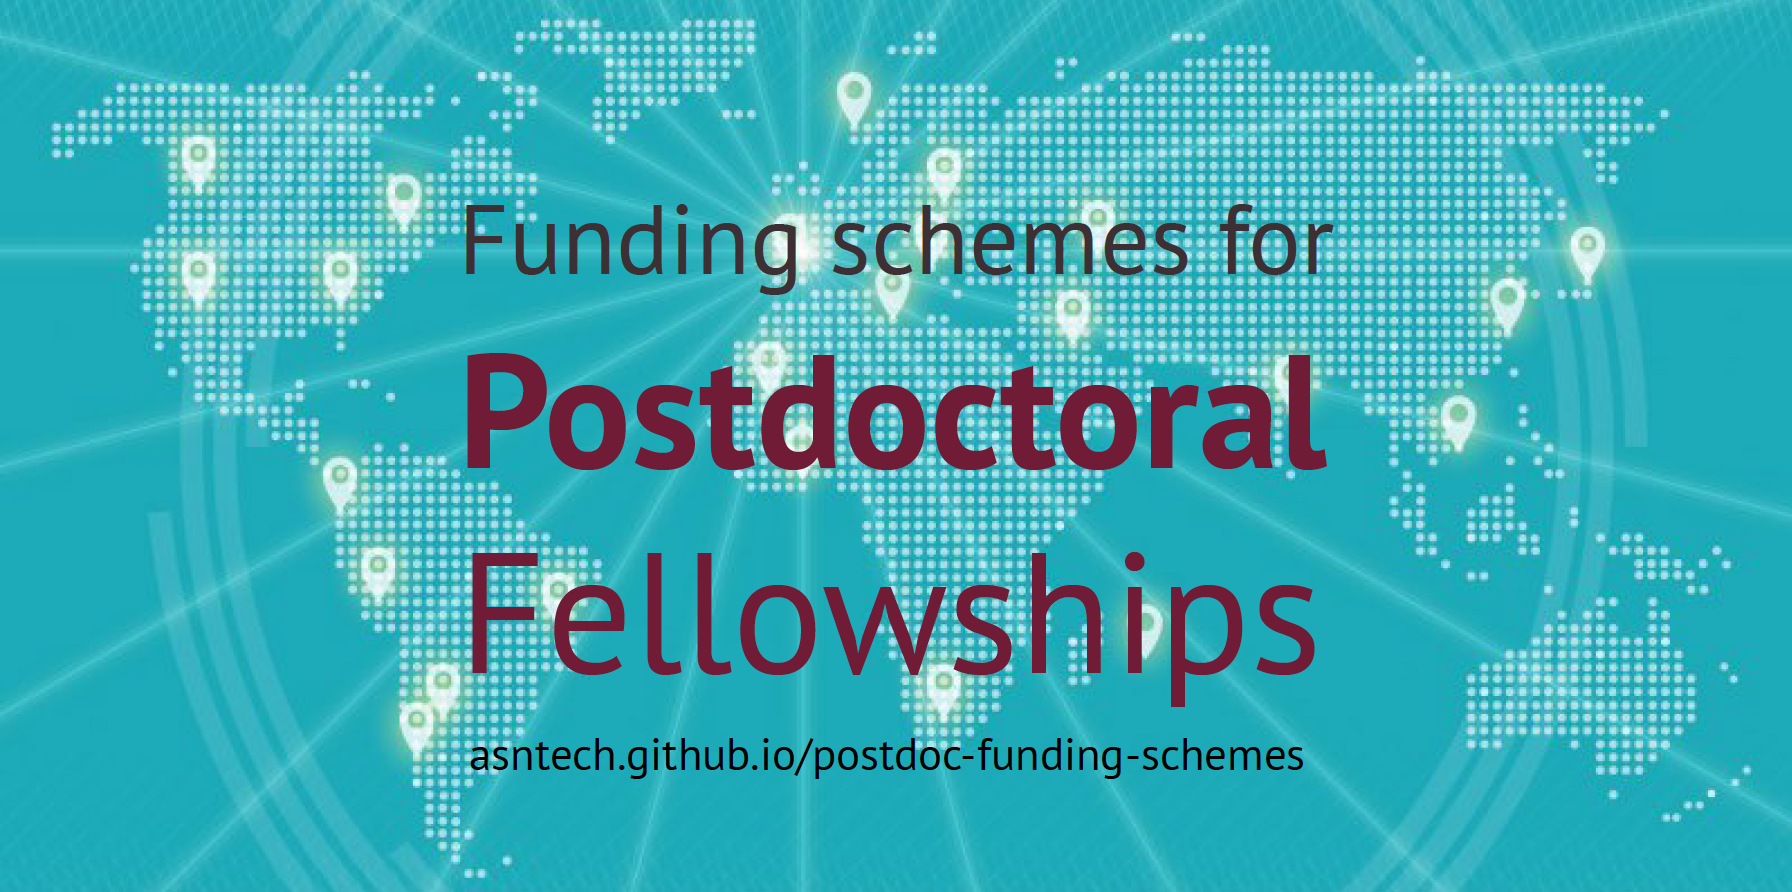 Funding schemes for
Postdoctoral
Fellowships
asntech.github.io/postdoc-funding-schemes